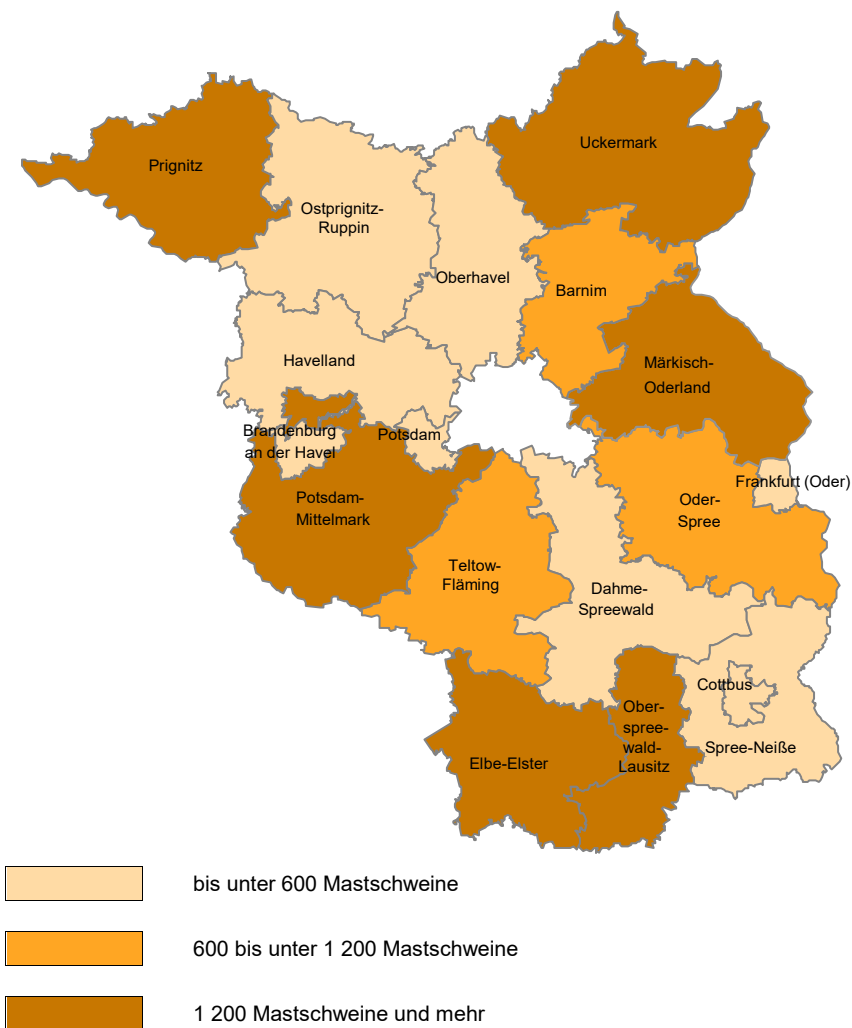 Uckermark
Prignitz
Ostprignitz-
Ruppin
Oberhavel
Barnim
Havelland
Märkisch-
Oderland
Brandenburg
an der Havel
Potsdam
Frankfurt (Oder)
Potsdam-
Mittelmark
Oder-
Spree
Teltow-
Fläming
Dahme-
Spreewald
Cottbus
Ober-
spree-
wald-
Lausitz
Spree-Neiße
Elbe-Elster
bis unter 600 Mastschweine
600 bis unter 1 200 Mastschweine
1 200 Mastschweine und mehr